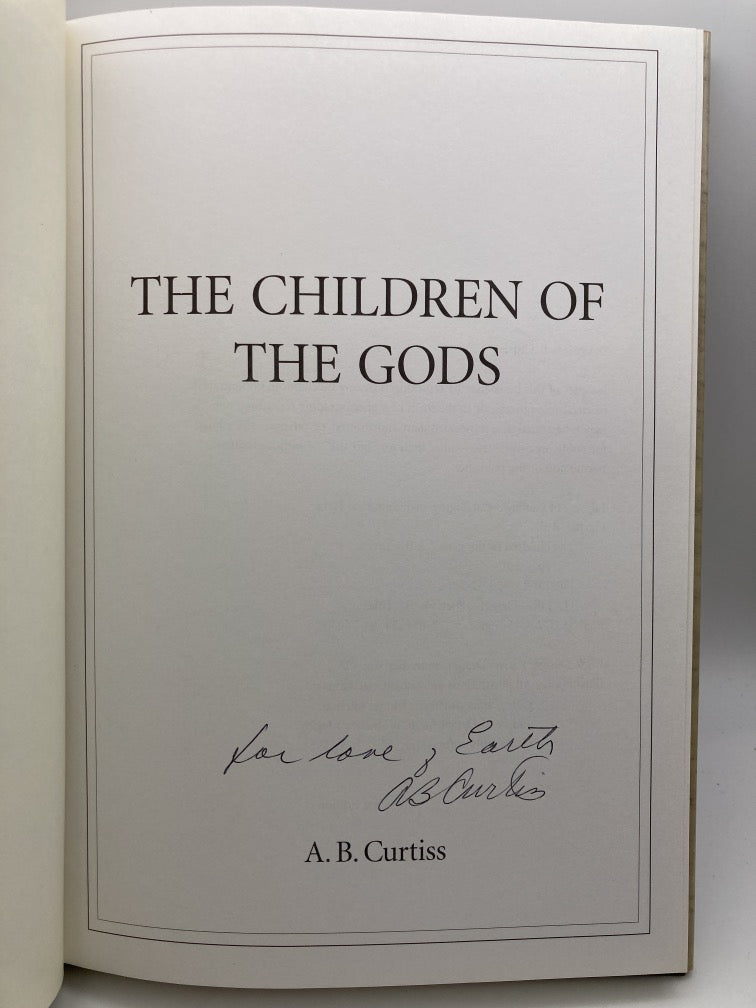 THE CHILDREN OF
THE GODS
for love of Earth
AB Curtiss
A. B. Curtiss